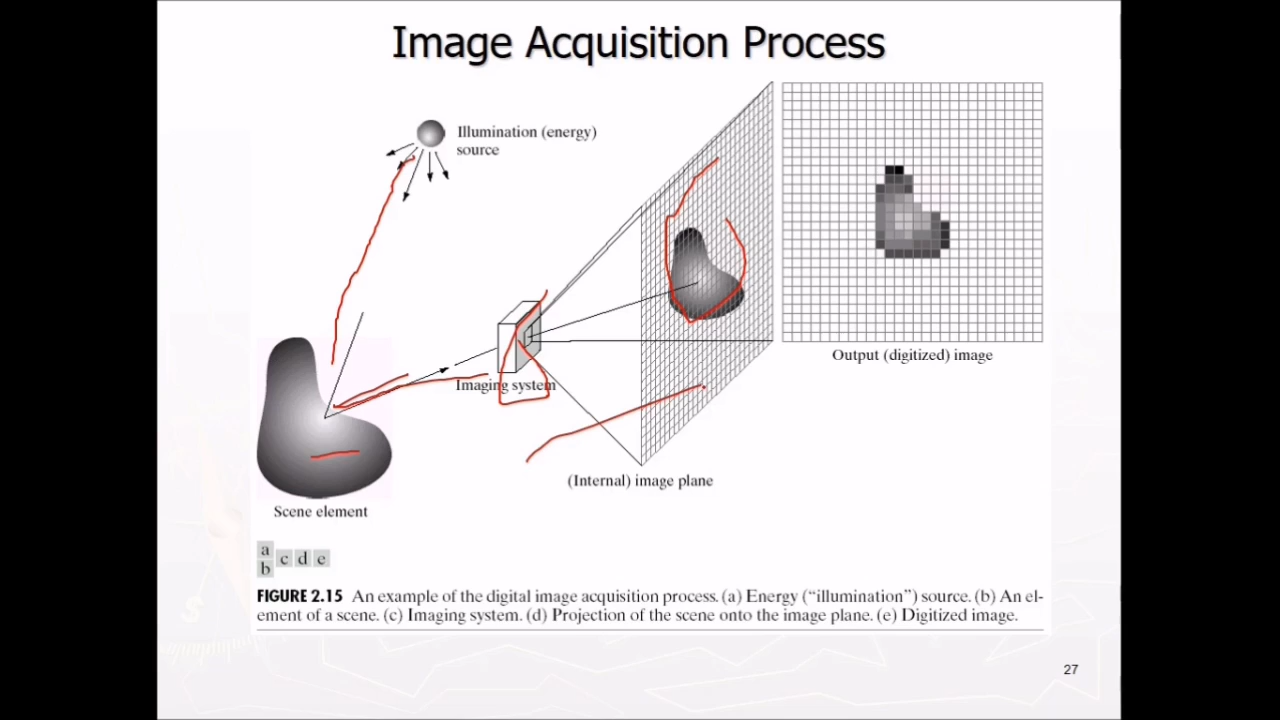 Image Acquisition Process
Illumination (energy)
source
Imaging system
Output (digitized) image
(Internal) image plane
Scene element
a
b
c d e
FIGURE 2.15 An example of the digital image acquisition process. (a) Energy (“illumination”) source. (b) An el-
ement of a scene. (c) Imaging system. (d) Projection of the scene onto the image plane. (e) Digitized image.
27